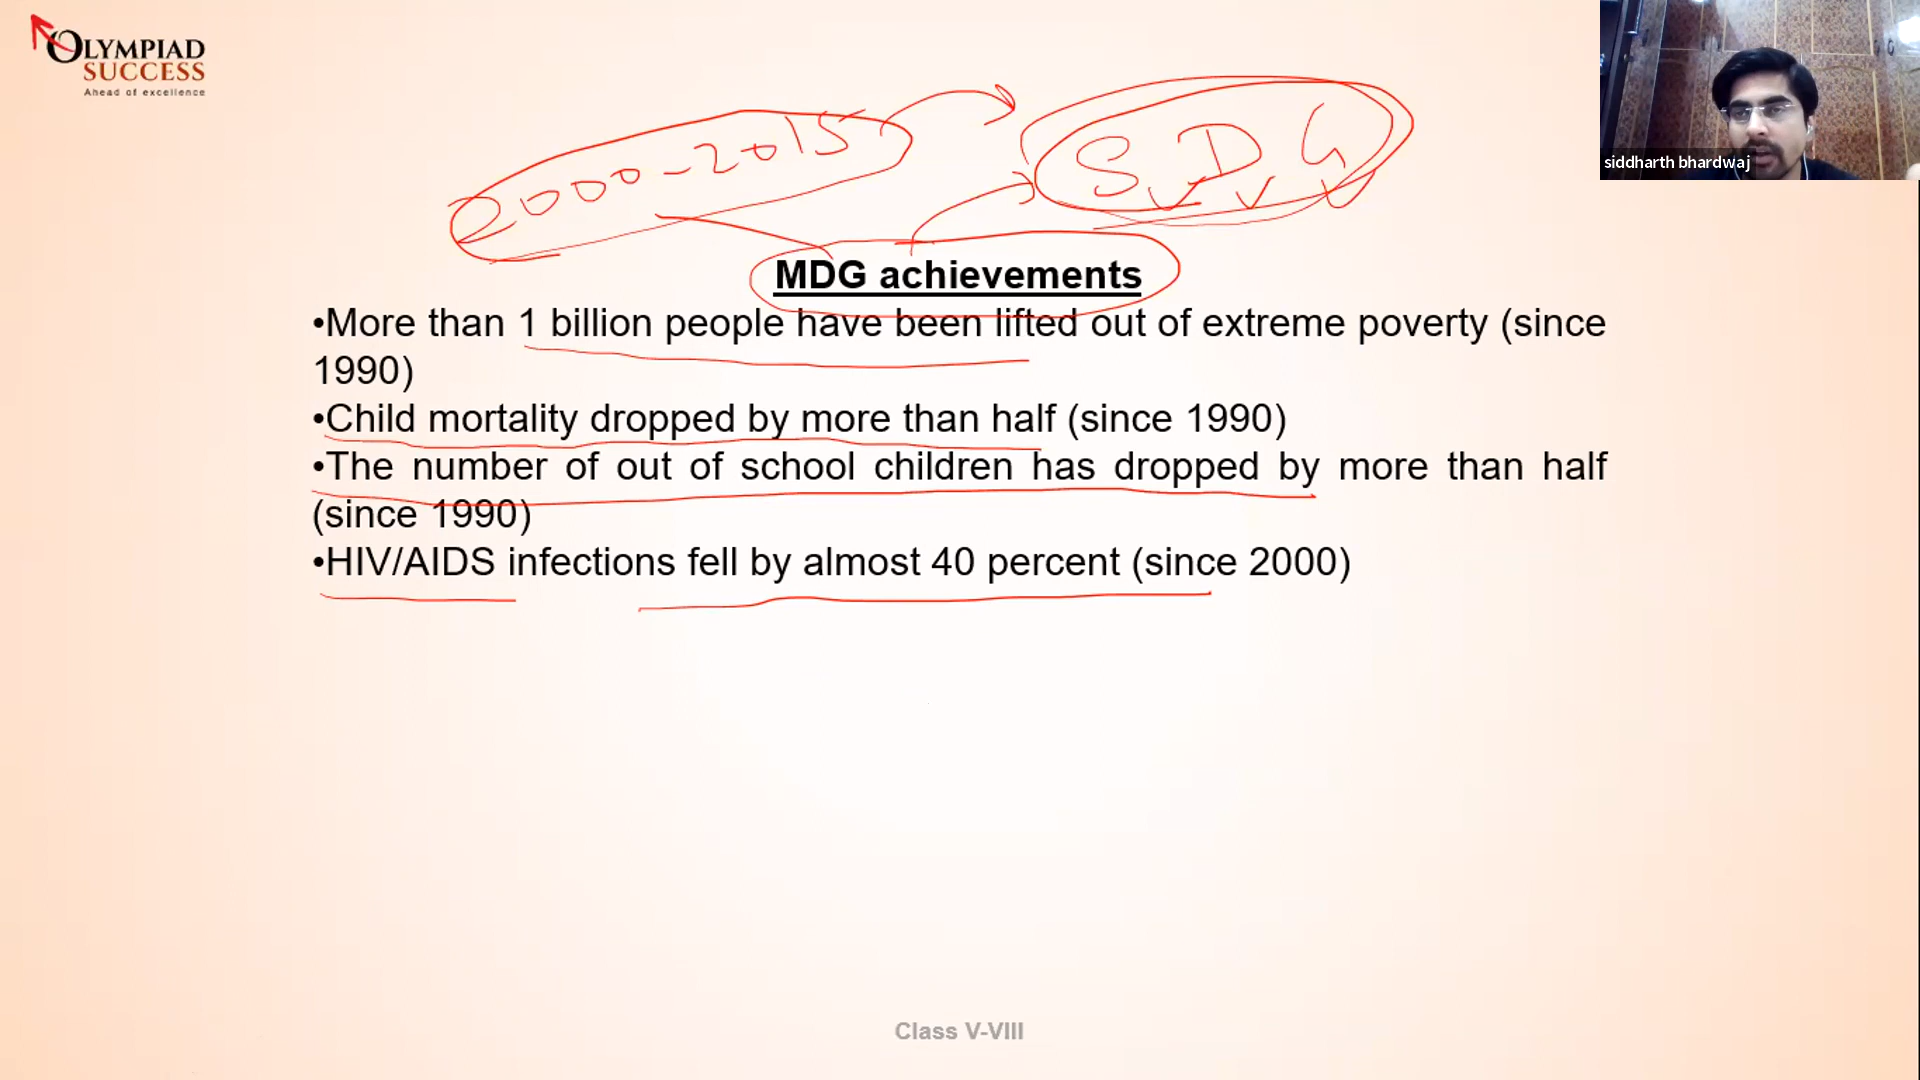 OLYMPIAD
SUCCESS
Ahead of excellence
siddharth bhardwaj
2000-2015
SDG
MDG achievements
•More than 1 billion people have been lifted out of extreme poverty (since
1990)
•Child mortality dropped by more than half (since 1990)
•The number of out of school children has dropped by more than half
(since 1990)
•HIV/AIDS infections fell by almost 40 percent (since 2000)
Class V-VIII